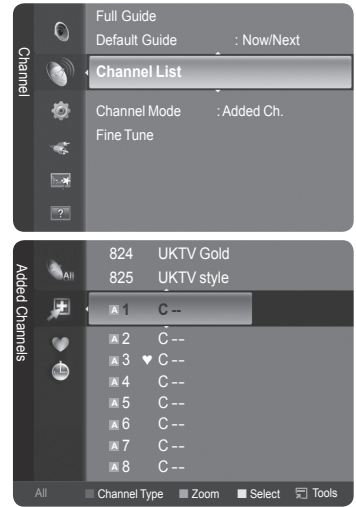 Channel
Full Guide
Default Guide : Now/Next
Channel List
Channel Mode : Added Ch.
Fine Tune
?
Added Channels
All
824 UKTV Gold
825 UKTV style
A 1 C --
A 2 C --
A 3 ♥ C --
A 4 C --
A 5 C --
A 6 C --
A 7 C --
A 8 C --
All Channel Type Zoom Select Tools